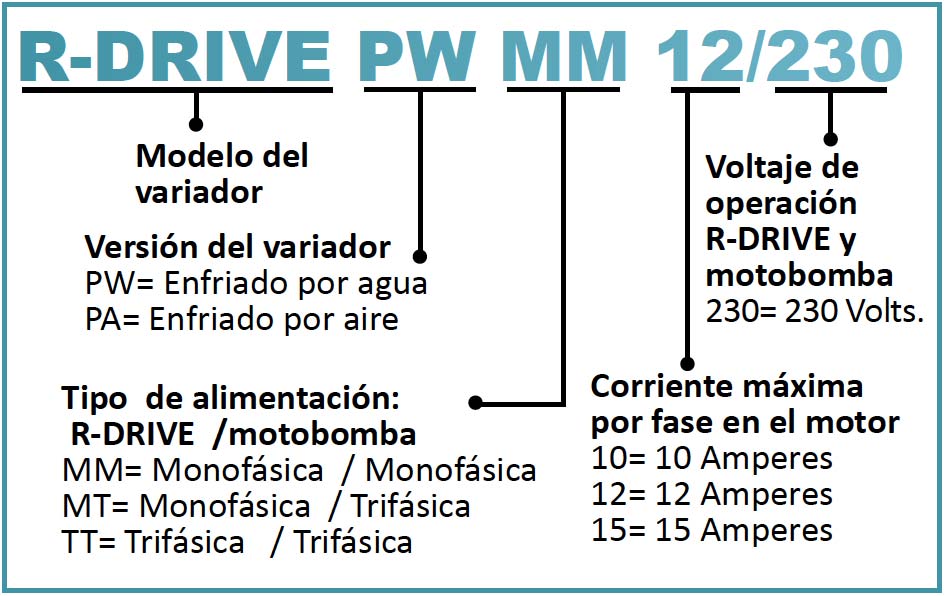 R-DRIVE PW MM 12/230
Modelo del
variador
Versión del variador
PW= Enfriado por agua
PA= Enfriado por aire
Tipo de alimentación:
R-DRIVE /motobomba
MM= Monofásica / Monofásica
MT= Monofásica / Trifásica
TT= Trifásica / Trifásica
Voltaje de
operación
R-DRIVE y
motobomba
230= 230 Volts.
Corriente máxima
por fase en el motor
10= 10 Amperes
12= 12 Amperes
15= 15 Amperes